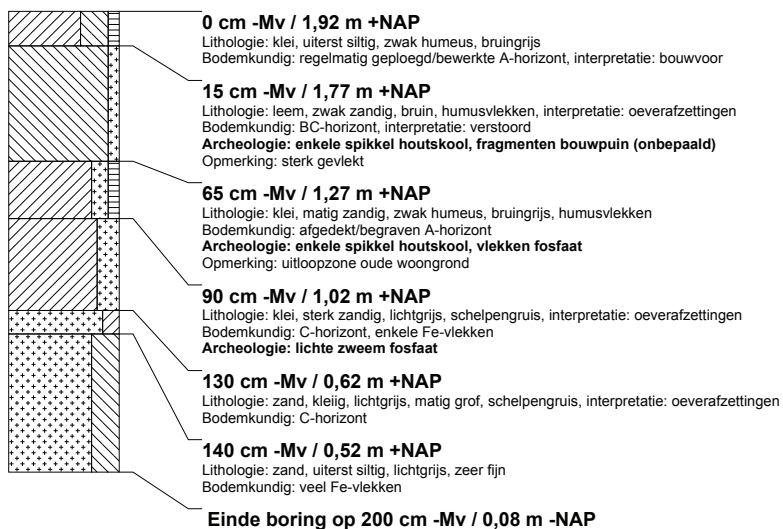 0 cm -Mv / 1,92 m +NAP
Lithologie: klei, uiterst siltig, zwak humeus, bruingrijs
Bodemkundig: regelmatig geploegd/bewerkte A-horizont, interpretatie: bouwvoor
15 cm -Mv / 1,77 m +NAP
Lithologie: leem, zwak zandig, bruin, humusvlekken, interpretatie: oeverafzettingen
Bodemkundig: BC-horizont, interpretatie: verstoord
Archeologie: enkele spikkel houtskool, fragmenten bouwpuin (onbepaald)
Opmerking: sterk gevlekt
65 cm -Mv / 1,27 m +NAP
Lithologie: klei, matig zandig, zwak humeus, bruingrijs, humusvlekken
Bodemkundig: afgedekt/begraven A-horizont
Archeologie: enkele spikkel houtskool, vlekken fosfaat
Opmerking: uitloopzone oude woongrond
90 cm -Mv / 1,02 m +NAP
Lithologie: klei, sterk zandig, lichtgrijs, schelpengruis, interpretatie: oeverafzettingen
Bodemkundig: C-horizont, enkele Fe-vlekken
Archeologie: lichte zweem fosfaat
130 cm -Mv / 0,62 m +NAP
Lithologie: zand, kleiig, lichtgrijs, matig grof, schelpengruis, interpretatie: oeverafzettingen
Bodemkundig: C-horizont
140 cm -Mv / 0,52 m +NAP
Lithologie: zand, uiterst siltig, lichtgrijs, zeer fijn
Bodemkundig: veel Fe-vlekken
Einde boring op 200 cm -Mv / 0,08 m -NAP